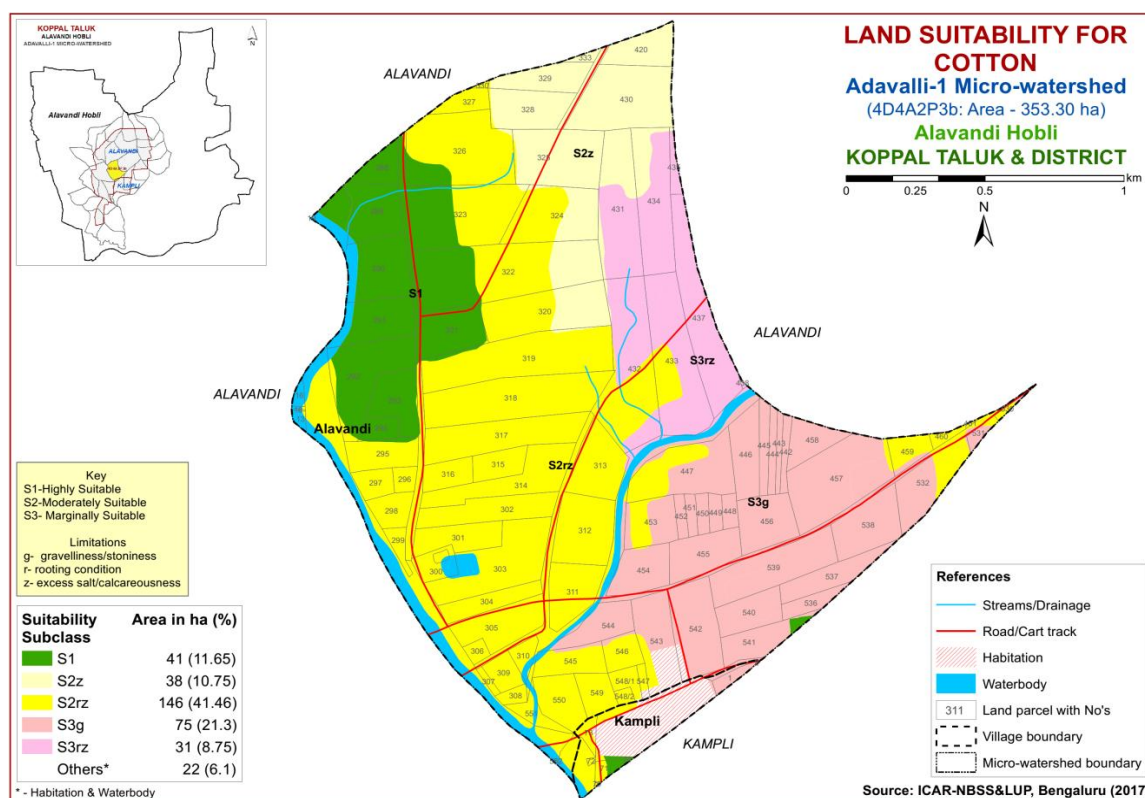 KOPPAL TALUK
ALAVANDI HOBLI
ADAVALLI-1 MICRO-WATERSHED
N
Alavandi Hobli
ALAVANDI
KAMPLI
LAND SUITABILITY FOR
COTTON
Adavalli-1 Micro-watershed
(4D4A2P3b: Area - 353.30 ha)
Alavandi Hobli
KOPPAL TALUK & DISTRICT
km
0 0.25 0.5 1
N
ALAVANDI
ALAVANDI
ALAVANDI
KAMPLI
420
333
329
430
327
328
326
325
S2z
431
434
323
324
322
S1
320
437
319
S3rz
432
433
318
Alavandi
317
295
S2rz
313
316
315
314
297
296
302
298
299
301
312
300
303
304
311
305
306
310
309
307
308
447
446
445
443
444
442
458
457
459
460
531
532
S3g
451
452
450
449
448
453
456
538
455
454
539
537
540
536
544
543
542
541
546
545
548/1
547
548/2
549
550
Kampli
Key
S1-Highly Suitable
S2-Moderately Suitable
S3- Marginally Suitable
Limitations
g- gravelliness/stoniness
r- rooting condition
z- excess salt/calcareousness
Suitability Subclass Area in ha (%)
S1 41 (11.65)
S2z 38 (10.75)
S2rz 146 (41.46)
S3g 75 (21.3)
S3rz 31 (8.75)
Others* 22 (6.1)
* - Habitation & Waterbody
References
Streams/Drainage
Road/Cart track
Habitation
Waterbody
311 Land parcel with No's
Village boundary
Micro-watershed boundary
Source: ICAR-NBSS&LUP, Bengaluru (2017